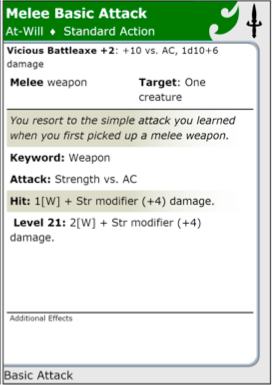 Melee Basic Attack
At-Will ♦ Standard Action
Vicious Battleaxe +2: +10 vs. AC, 1d10+6
damage
Melee weapon Target: One
creature
You resort to the simple attack you learned
when you first picked up a melee weapon.
Keyword: Weapon
Attack: Strength vs. AC
Hit: 1[W] + Str modifier (+4) damage.
Level 21: 2[W] + Str modifier (+4)
damage.
Additional Effects
Basic Attack